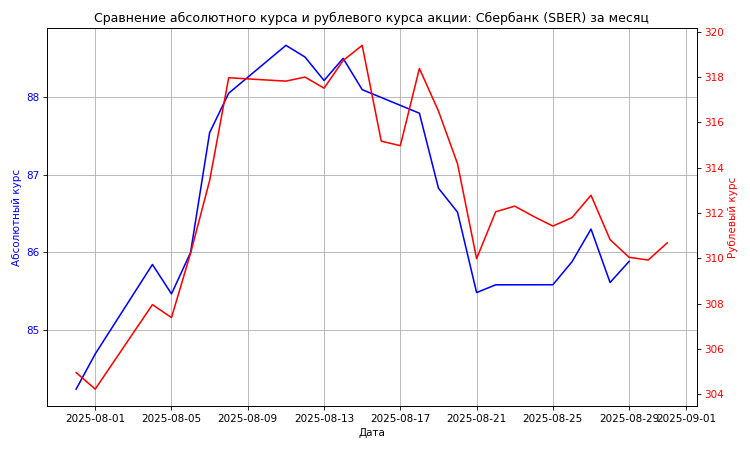 Сравнение абсолютного курса и рублевого курса акции: Сбербанк (SBER) за месяц
Абсолютный курс
88
87
86
85
320
318
316
314
312
310
308
306
304
Рублевый курс
2025-08-01 2025-08-05 2025-08-09 2025-08-13 2025-08-17 2025-08-21 2025-08-25 2025-08-29 2025-09-01
Дата